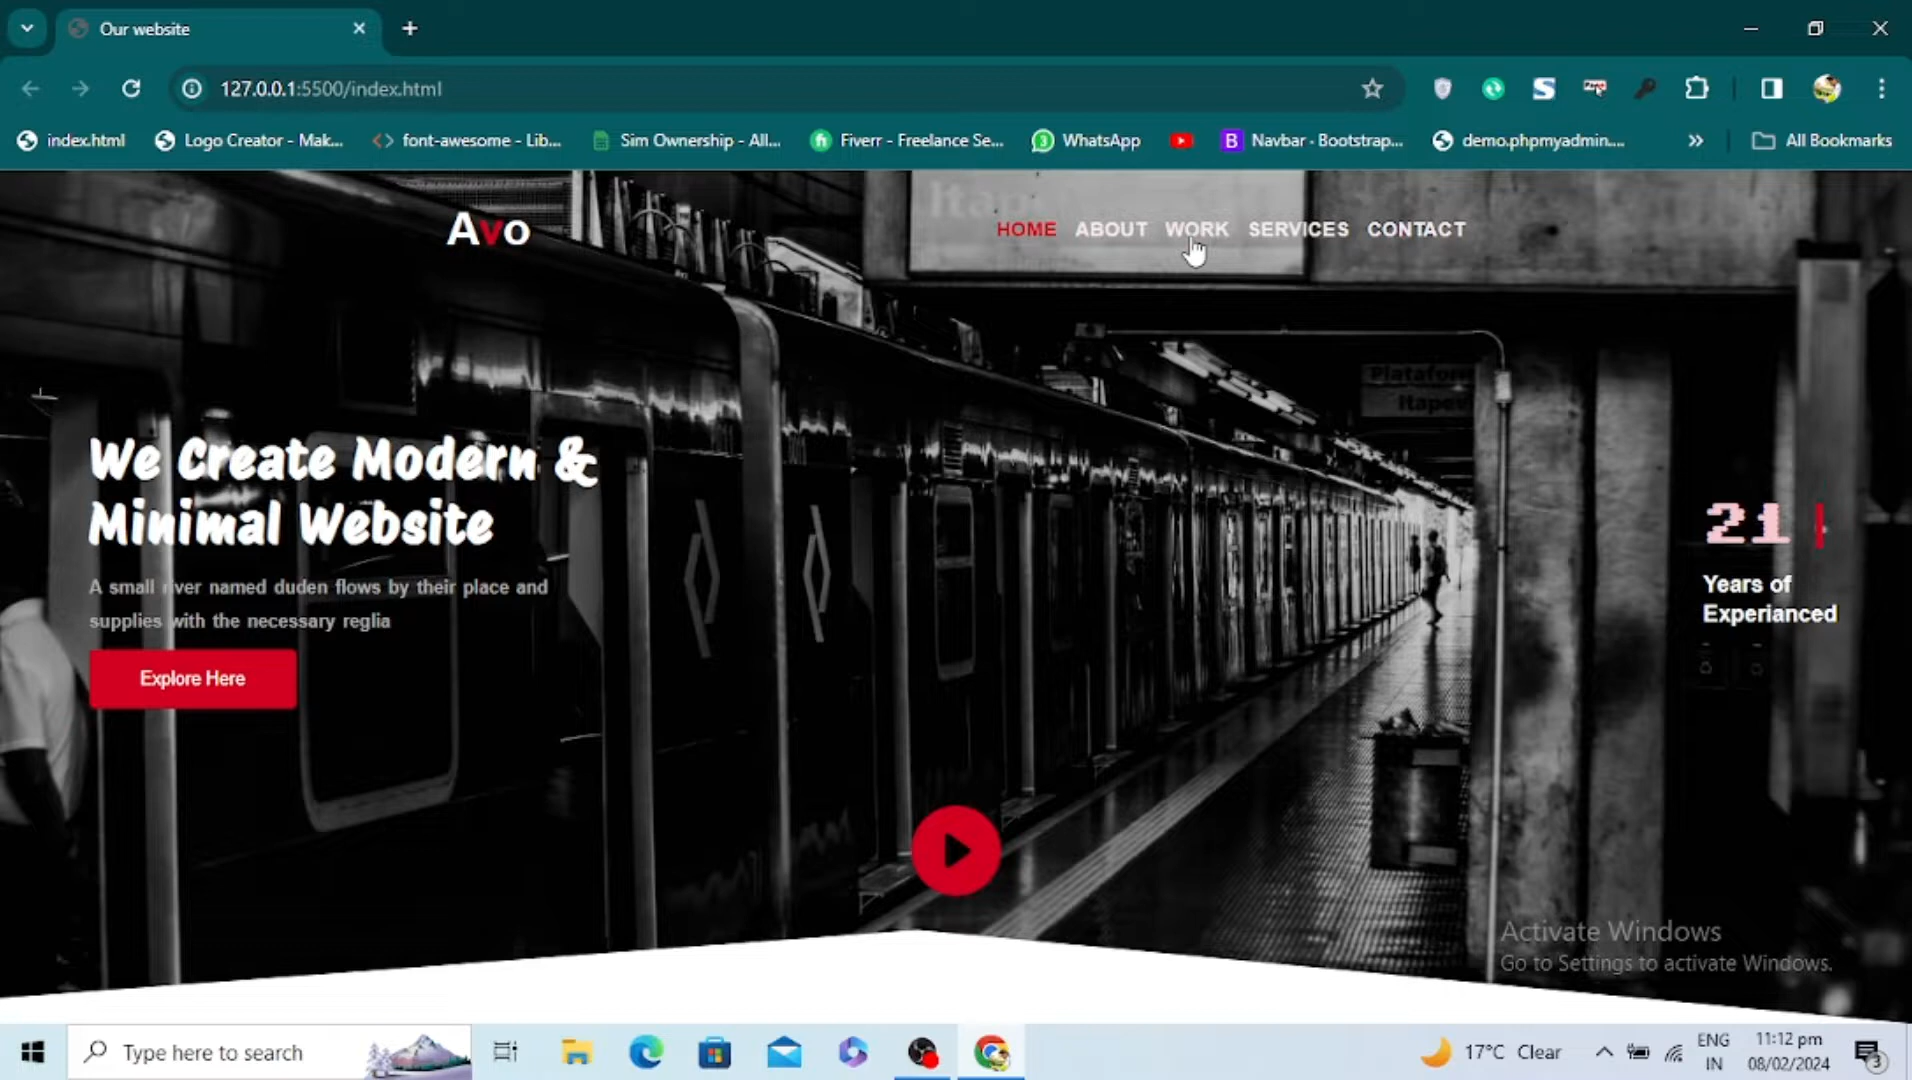 Our website
127.0.0.1:5500/index.html
index.html
Logo Creator - Mak...
font-awesome - Lib...
Sim Ownership - All...
Fiverr - Freelance Se...
WhatsApp
B
Navbar · Bootstrap...
demo.phpmyadmin....
All Bookmarks
Avo
HOME
ABOUT
WORK
SERVICES
CONTACT
Itap
Plataform
Itapevi
We Create Modern &
Minimal Website
A small river named duden flows by their place and
supplies with the necessary reglia
Explore Here
21
Years of
Experianced
Activate Windows
Go to Settings to activate Windows.
Type here to search
17°C Clear
ENG
IN
11:12 pm
08/02/2024
3